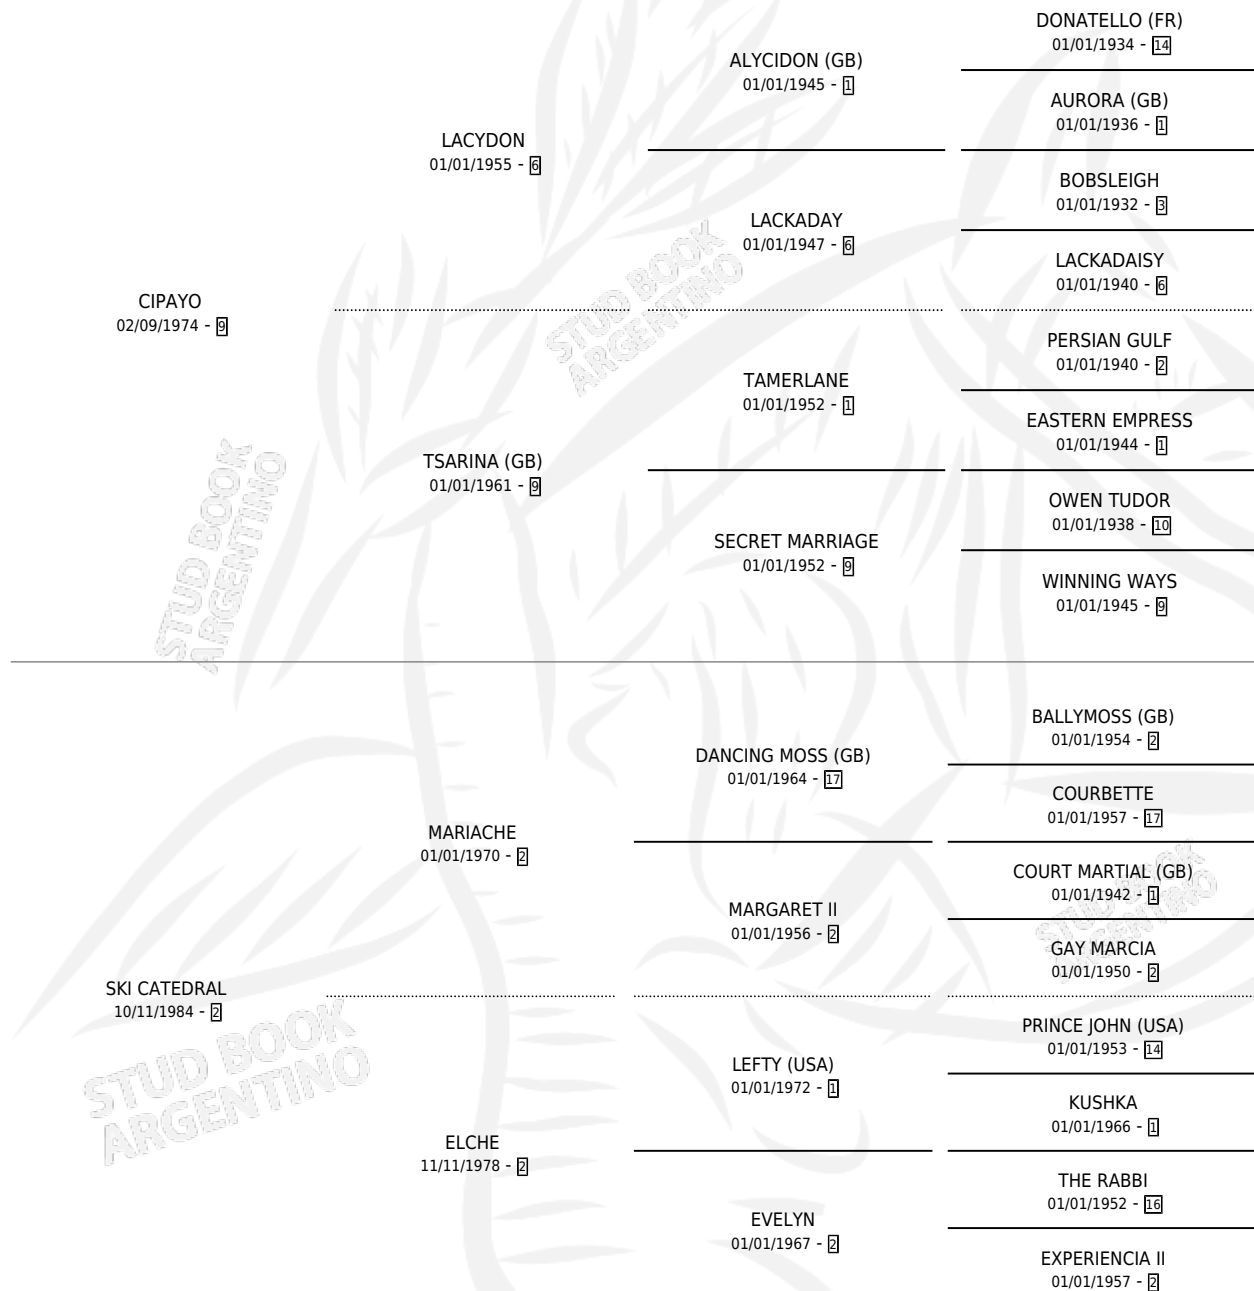 DONATELLO (FR)
01/01/1934 - 14
ALYCIDON (GB)
01/01/1945 - 1
AURORA (GB)
01/01/1936 - 1
LACYDON
01/01/1955 - 6
BOBSLEIGH
01/01/1932 - 3
LACKADAY
01/01/1947 - 6
LACKADAISY
01/01/1940 - 6
CIPAYO
02/09/1974 - 9
PERSIAN GULF
01/01/1940 - 2
TAMERLANE
01/01/1952 - 1
EASTERN EMPRESS
01/01/1944 - 1
TSARINA (GB)
01/01/1961 - 9
OWEN TUDOR
01/01/1938 - 10
SECRET MARRIAGE
01/01/1952 - 9
WINNING WAYS
01/01/1945 - 9
BALLYMOSS (GB)
01/01/1954 - 2
DANCING MOSS (GB)
01/01/1964 - 17
COURBETTE
01/01/1957 - 17
MARIACHE
01/01/1970 - 2
COURT MARTIAL (GB)
01/01/1942 - 1
MARGARET II
01/01/1956 - 2
GAY MARCIA
01/01/1950 - 2
SKI CATEDRAL
10/11/1984 - 2
PRINCE JOHN (USA)
01/01/1953 - 14
LEFTY (USA)
01/01/1972 - 1
KUSHKA
01/01/1966 - 1
ELCHE
11/11/1978 - 2
THE RABBI
01/01/1952 - 16
EVELYN
01/01/1967 - 2
EXPERIENCIA II
01/01/1957 - 2
STUD BOOK
ARGENTINO
STUD BOOK
ARGENTINO
STUD BOOK
ARGENTINO
STUD BOOK
ARGENTINO